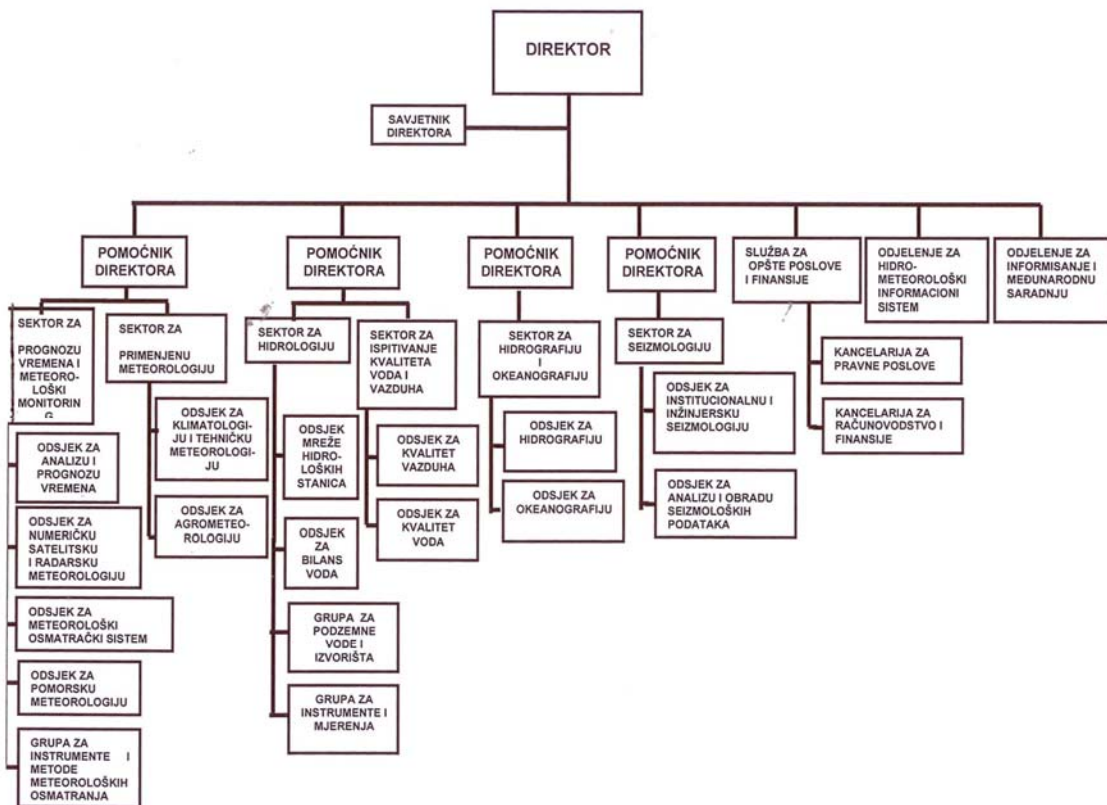 DIREKTOR
SAVJETNIK
DIREKTORA
POMOĆNIK
DIREKTORA
POMOĆNIK
DIREKTORA
POMOĆNIK
DIREKTORA
POMOĆNIK
DIREKTORA
SLUŽBA ZA
OPŠTE POSLOVE
I FINANSIJE
ODJELENJE ZA
HIDRO-
METEOROLOŠKI
INFORMACIONI
SISTEM
ODJELENJE ZA
INFORMISANJE I
MEĐUNARODNU
SARADNJU
SEKTOR ZA
PROGNOZU
VREMENA I
METEORO-
LOŠKI
MONITORIN
G
SEKTOR ZA
PRIMENJENU
METEOROLOGIJU
SEKTOR ZA
HIDROLOGIJU
SEKTOR ZA
ISPITIVANJE
KVALITETA
VODA I
VAZDUHA
SEKTOR ZA
HIDROGRAFIJU
I
OKEANOGRAFIJU
SEKTOR ZA
SEIZMOLOGIJU
KANCELARIJA ZA
PRAVNE POSLOVE
KANCELARIJA ZA
RAČUNOVODSTVO I
FINANSIJE
ODSJEK ZA
ANALIZU I
PROGNOZU
VREMENA
ODSJEK ZA
NUMERIČKU
SATELITSKU
I RADARSKU
METEOROLOGIJU
ODSJEK ZA
METEOROLOŠKI
OSMATRAČKI SISTEM
ODSJEK ZA
POMORSKU
METEOROLOGIJU
GRUPA ZA
INSTRUMENTE I
METODE
METEOROLOŠKIH
OSMATRANJA
ODSJEK ZA
KLIMATOLOGI-
JU I TEHNIČKU
METEOROLOGI-
JU
ODSJEK ZA
AGROMETEO-
ROLOGIJU
ODSJEK
MREŽE
HIDRO-
LOŠKIH
STANICA
ODSJEK
ZA
BILANS
VODA
GRUPA ZA
PODZEMNE
VODE I
IZVORIŠTA
GRUPA ZA
INSTRUMENTE I
MJERENJA
ODSJEK ZA
KVALITET
VAZDUHA
ODSJEK ZA
KVALITET
VODA
ODSJEK ZA
HIDROGRAFIJU
ODSJEK ZA
OKEANOGRAFIJU
ODSJEK ZA
INSTITUCIONALNU I
INŽINJERSKU
SEIZMOLOGIJU
ODSJEK ZA
ANALIZU I OBRADU
SEIZMOLOŠKIH
PODATAKA